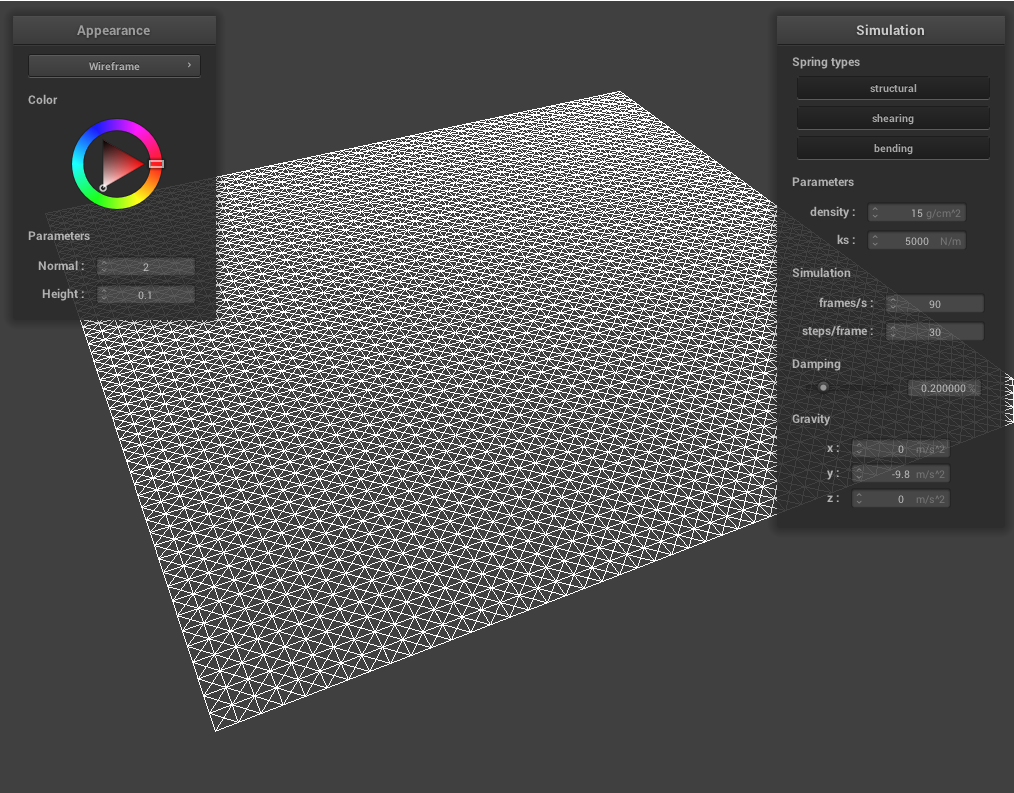 Appearance
Wireframe
Color
Parameters
Normal : 2
Height : 0.1
Simulation
Spring types
structural
shearing
bending
Parameters
density : 15 g/cm^2
ks : 5000 N/m
Simulation
frames/s : 90
steps/frame : 30
Damping
0.200000 %
Gravity
x : 0 m/s^2
y : -9.8 m/s^2
z : 0 m/s^2